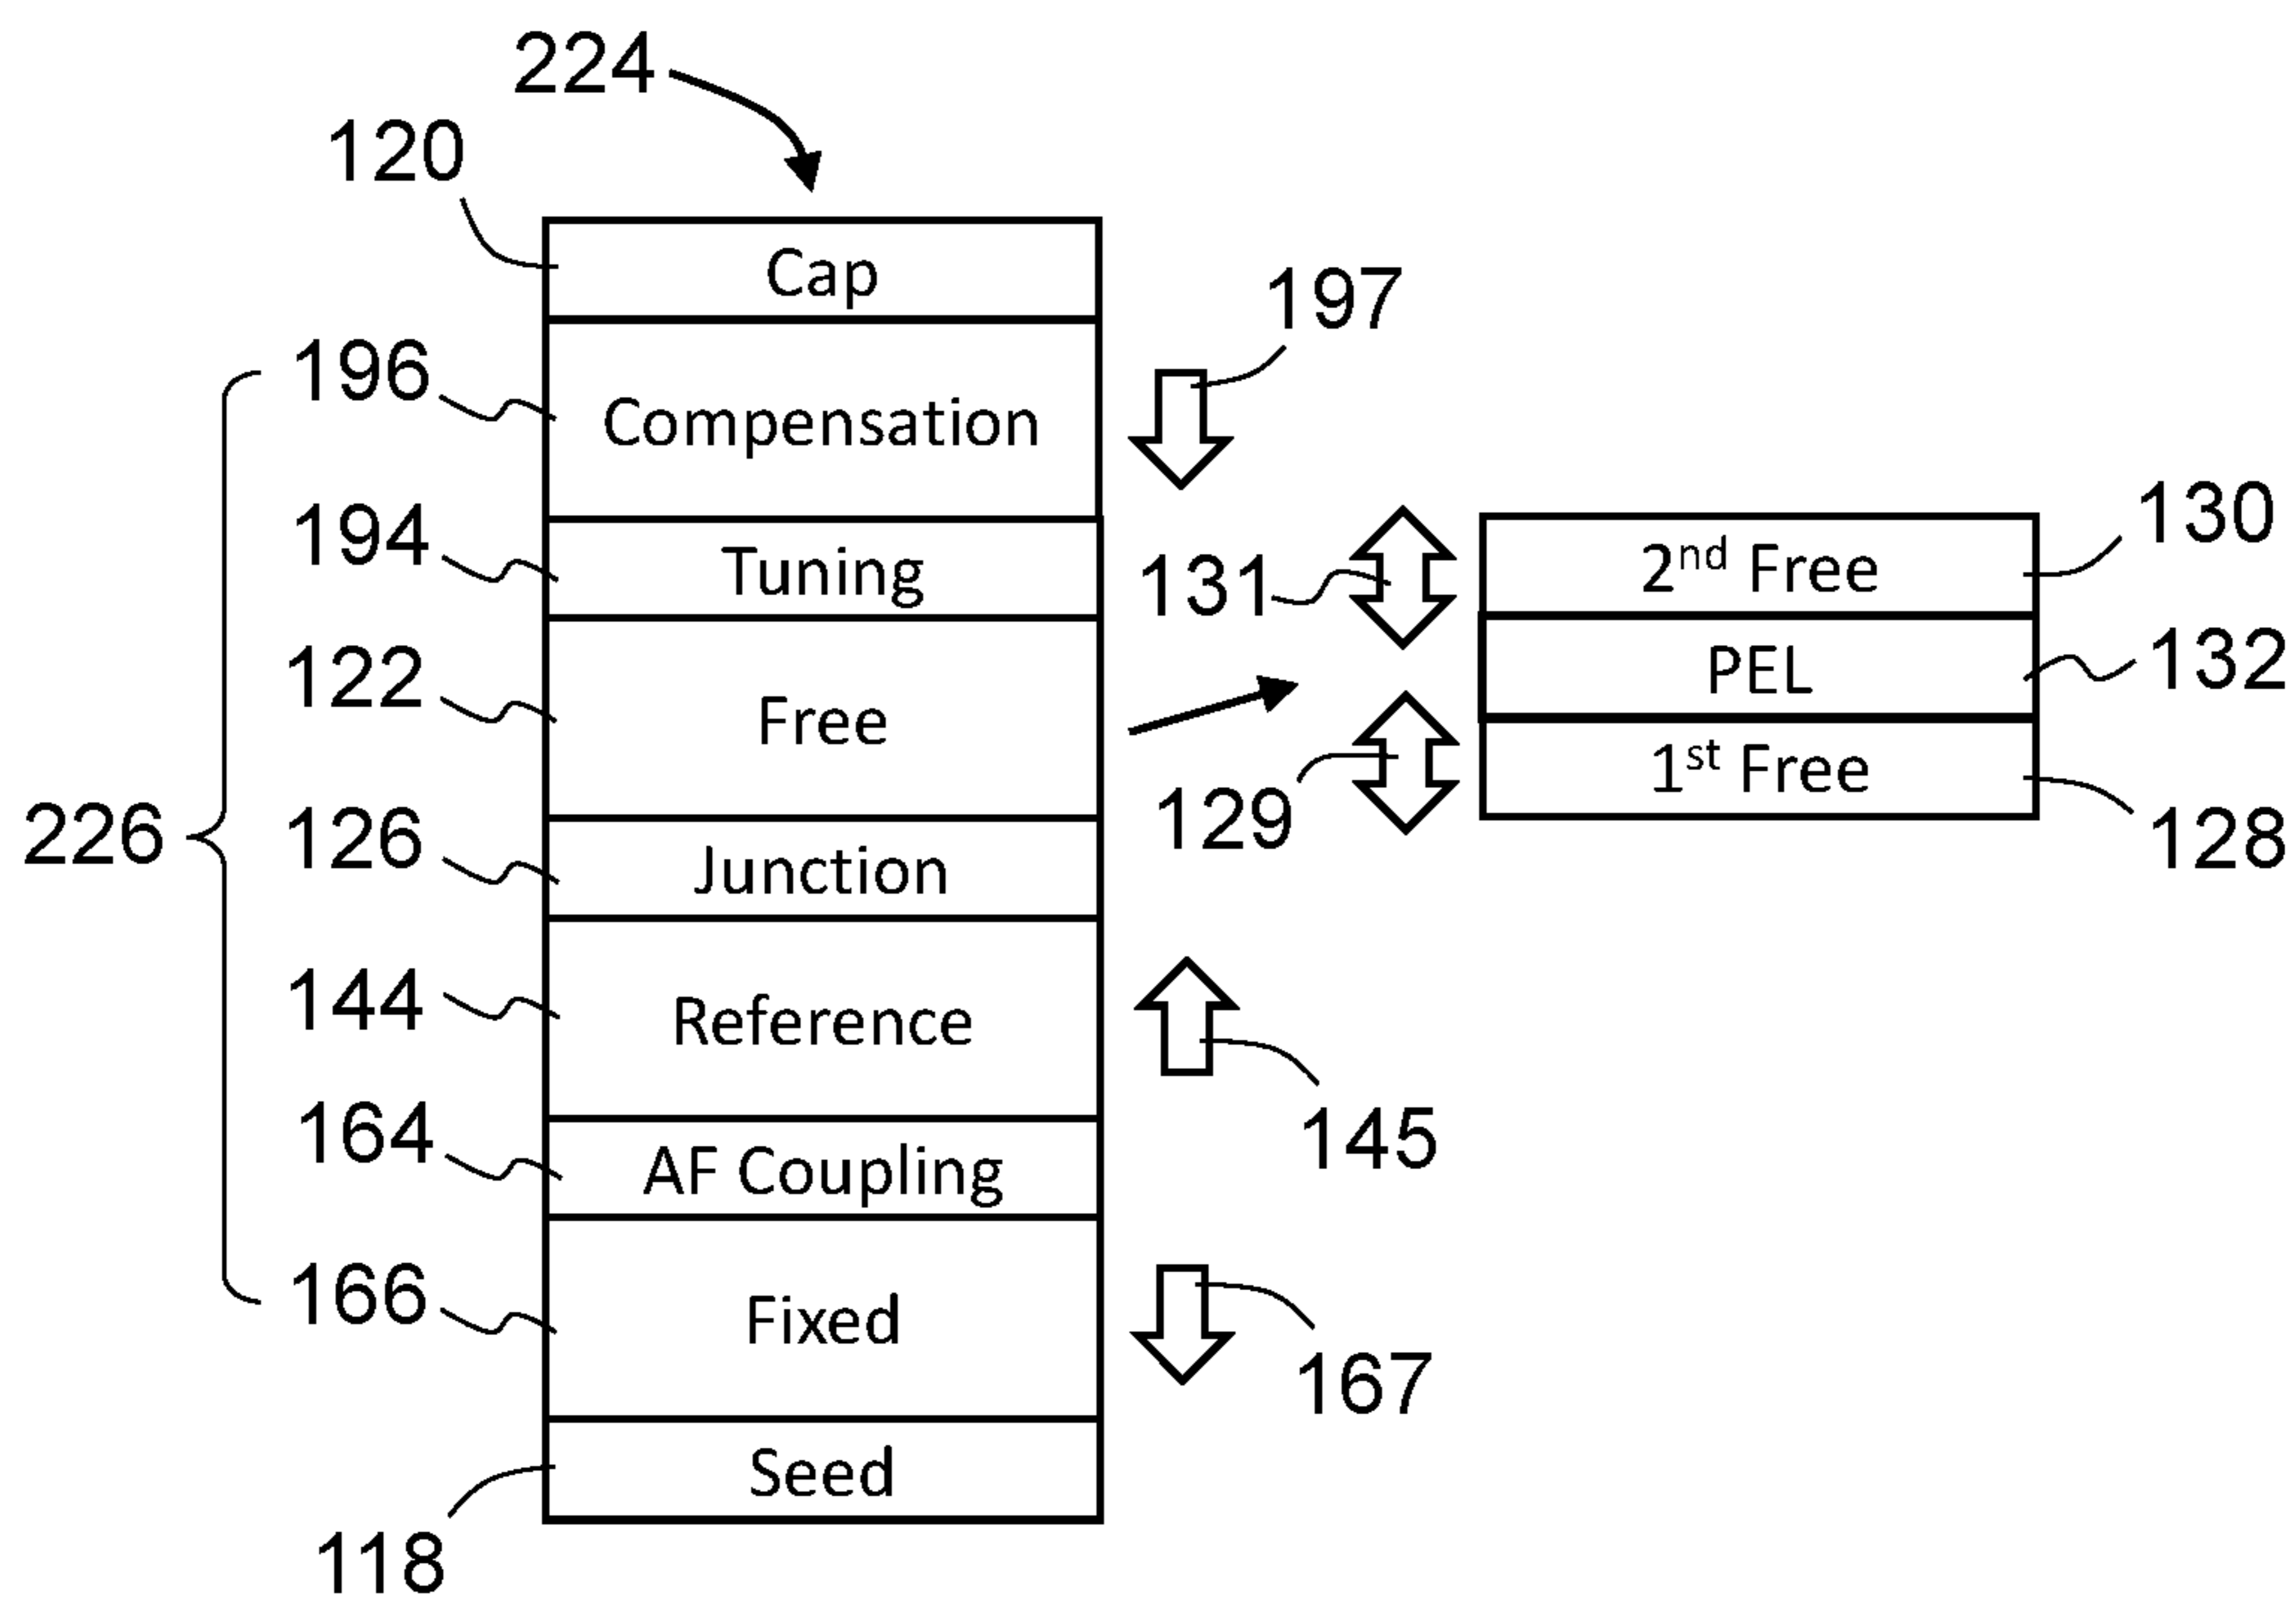 224
120
Cap
197
196
Compensation
130
194
Tuning
131
2nd Free
122
Free
PEL
132
129
1st Free
226
126
Junction
128
144
Reference
145
164
AF Coupling
166
Fixed
167
Seed
118